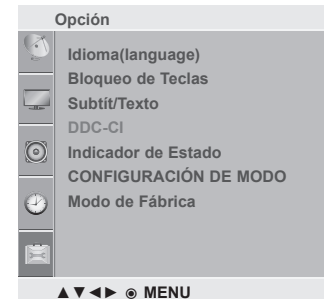 Opción
Idioma(language)
Bloqueo de Teclas
Subtít/Texto
DDC-CI
Indicador de Estado
CONFIGURACIÓN DE MODO
Modo de Fábrica
▲▼◄► ◉ MENU